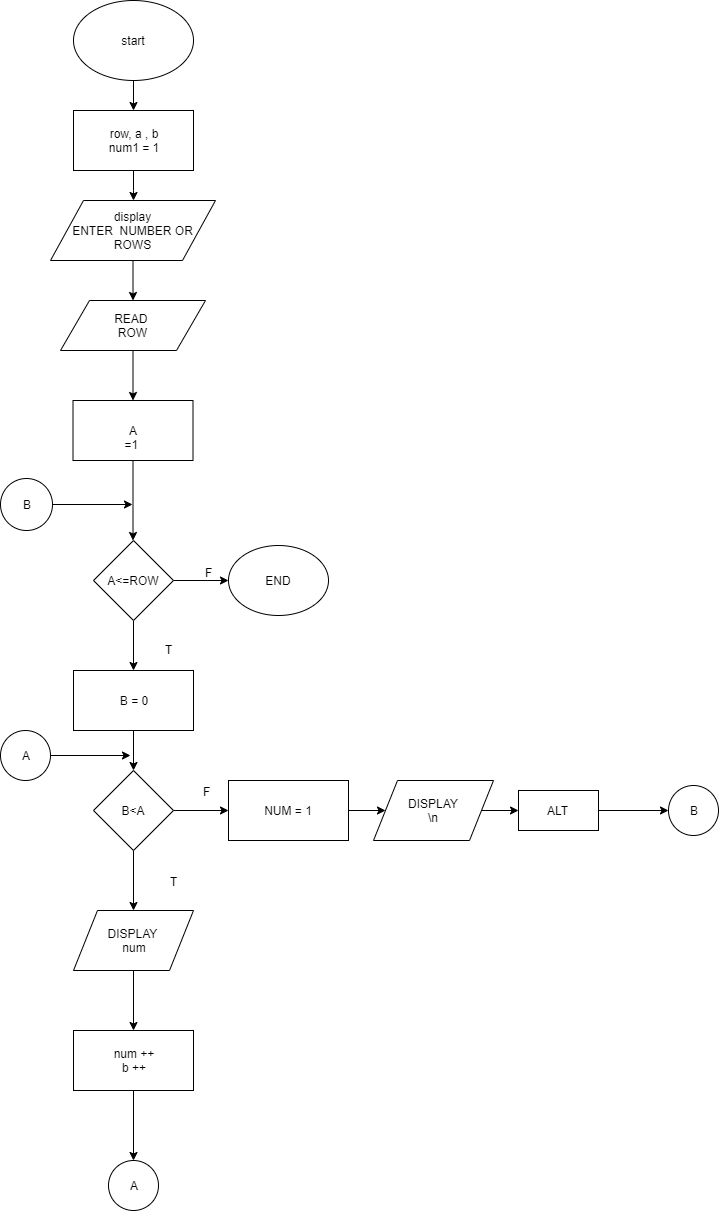 start
row, a , b
num1 = 1
display
ENTER  NUMBER OR
ROWS
READ
ROW
A
=1
B
A<=ROW
F
END
T
B = 0
A
B<A
F
NUM = 1
DISPLAY
\n
ALT
B
T
DISPLAY
num
num ++
b ++
A